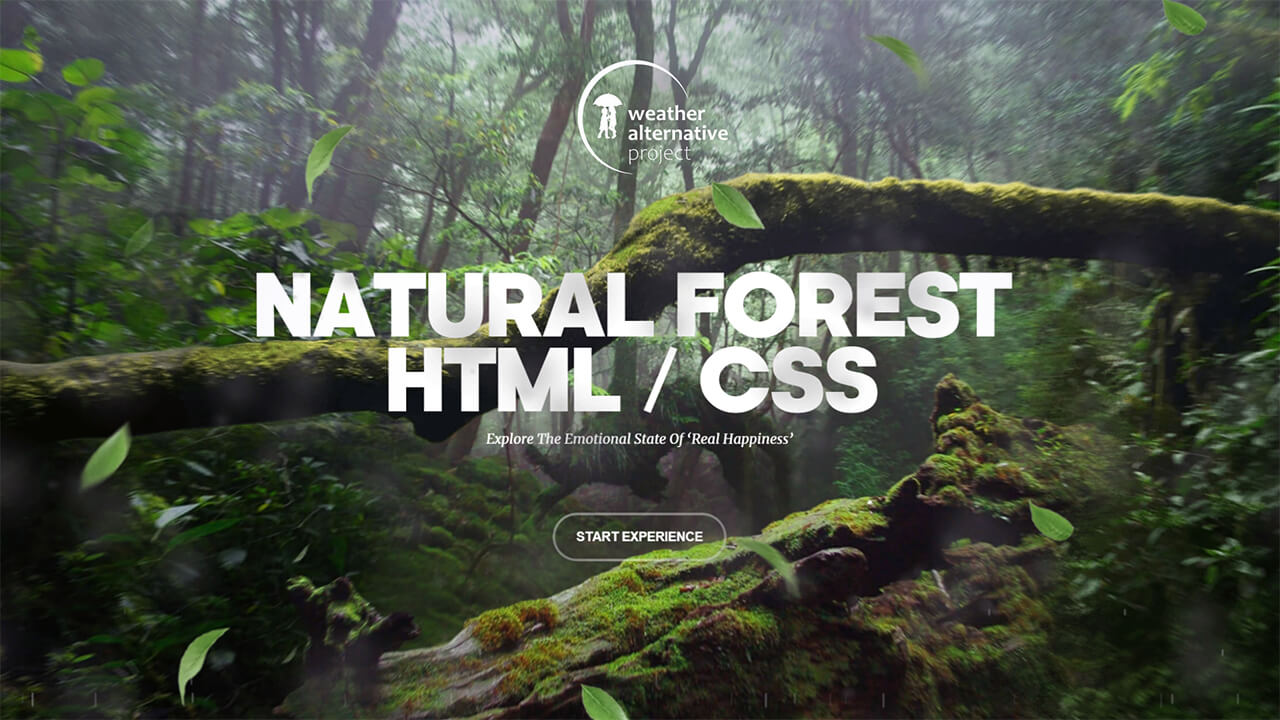 weather
alternative
project
NATURAL FOREST
HTML / CSS
Explore The Emotional State Of ‘Real Happiness’
START EXPERIENCE